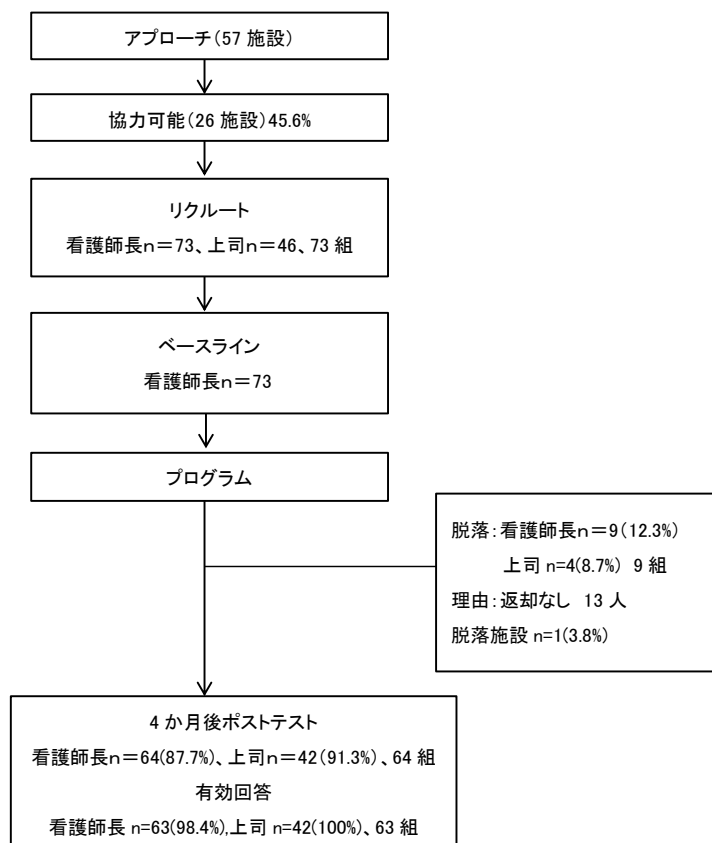 アプローチ(57 施設)
協力可能(26 施設)45.6%
リクルート
看護師長n=73、上司n=46、73 組
ベースライン
看護師長n=73
プログラム
脱落:看護師長n=9(12.3%)
上司 n=4(8.7%) 9 組
理由:返却なし 13 人
脱落施設 n=1(3.8%)
4 か月後ポストテスト
看護師長n=64(87.7%)、上司n=42(91.3%)、64 組
有効回答
看護師長 n=63(98.4%),上司 n=42(100%)、63 組